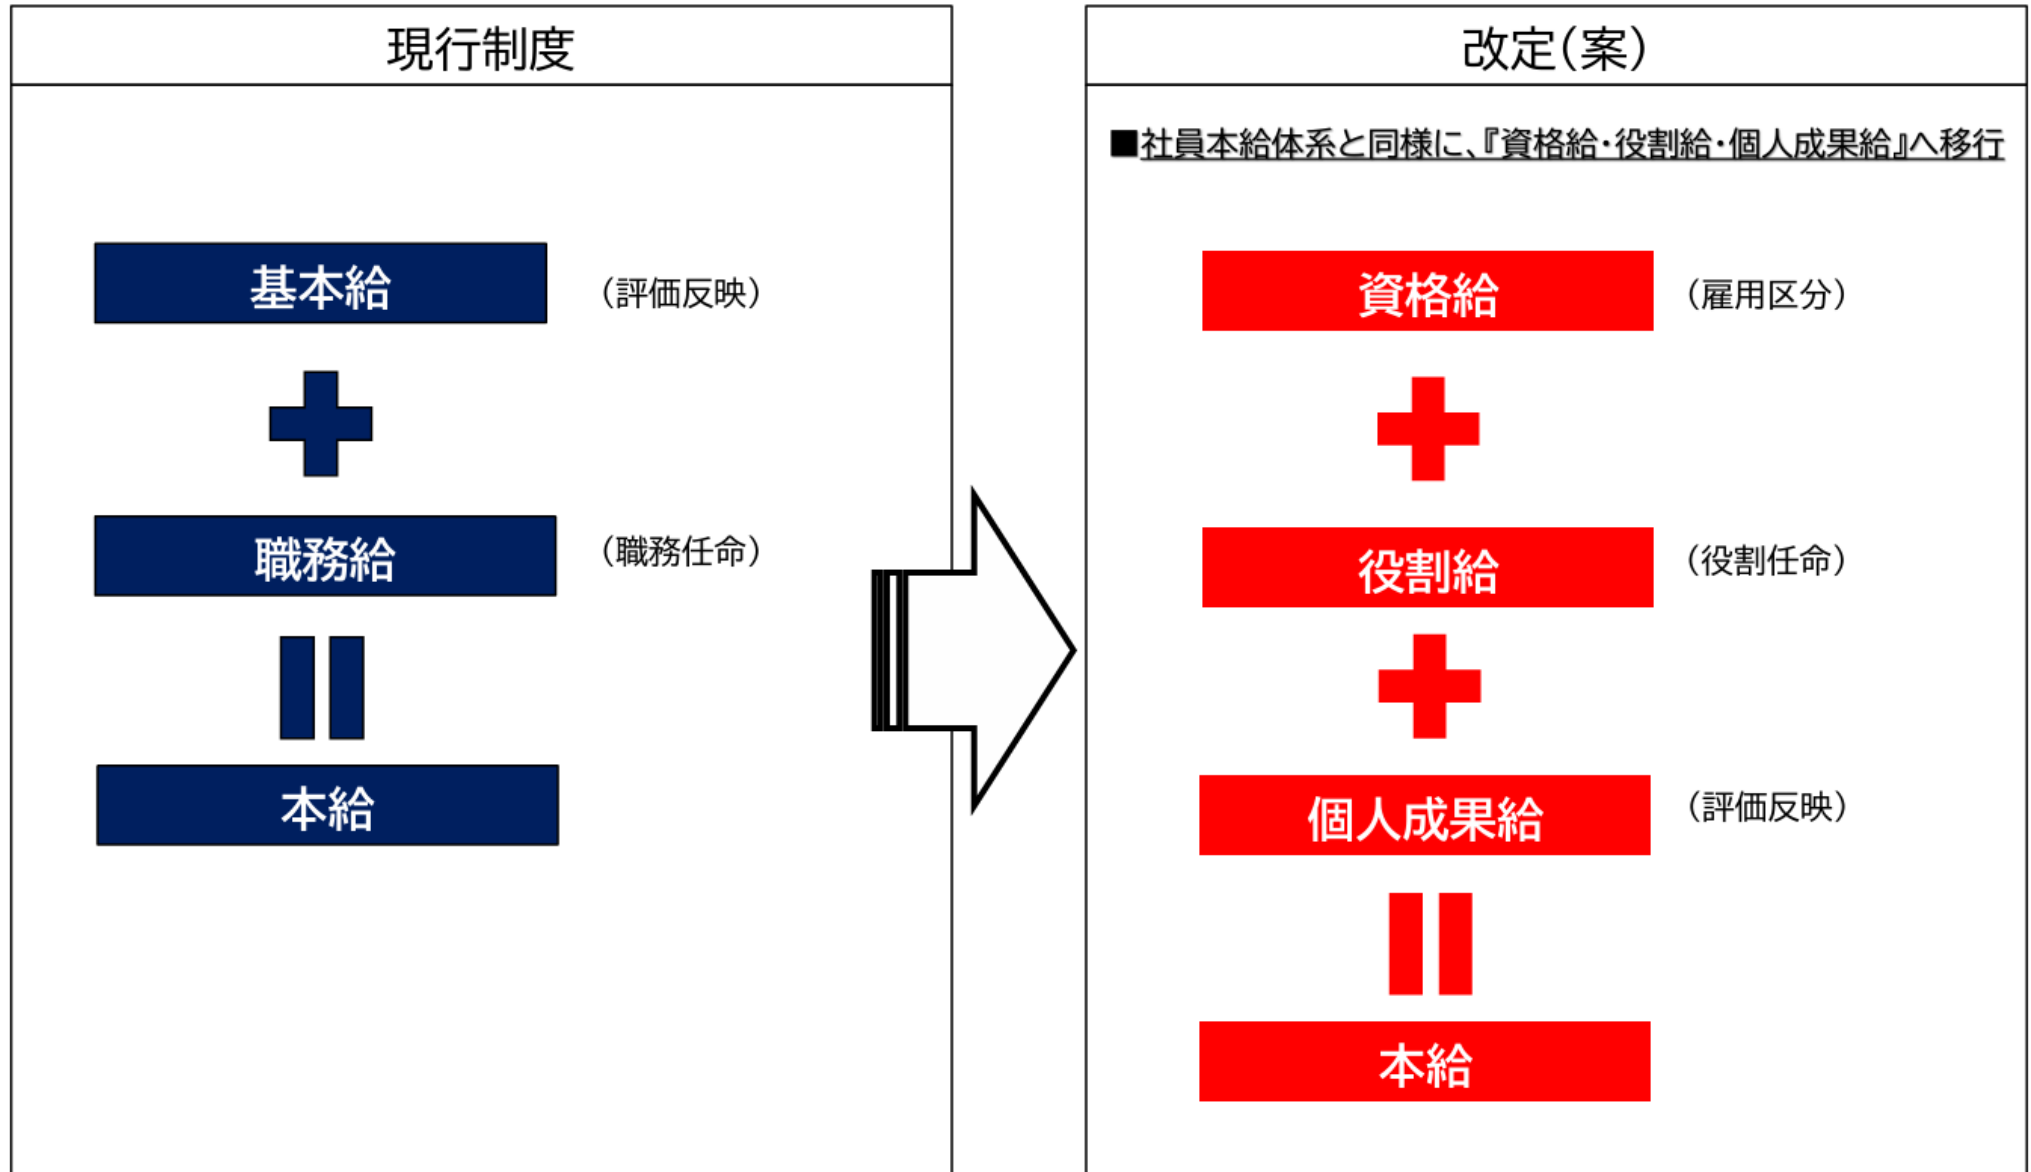 現行制度
基本給
（評価反映）
職務給
（職務任命）
本給
改定（案）
■社員本給体系と同様に、『資格給・役割給・個人成果給』へ移行
資格給
（雇用区分）
役割給
（役割任命）
個人成果給
（評価反映）
本給